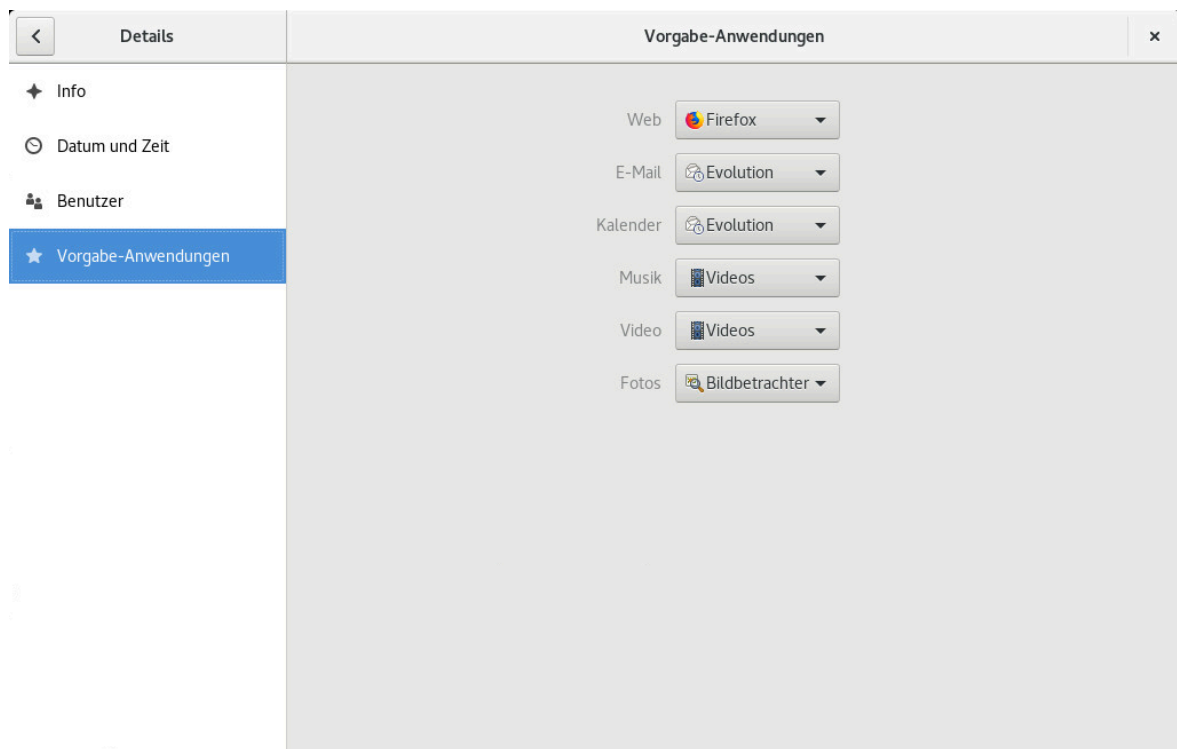 Details
Vorgabe-Anwendungen
Info
Datum und Zeit
Benutzer
Vorgabe-Anwendungen
Web Firefox
E-Mail Evolution
Kalender Evolution
Musik Videos
Video Videos
Fotos Bildbetrachter